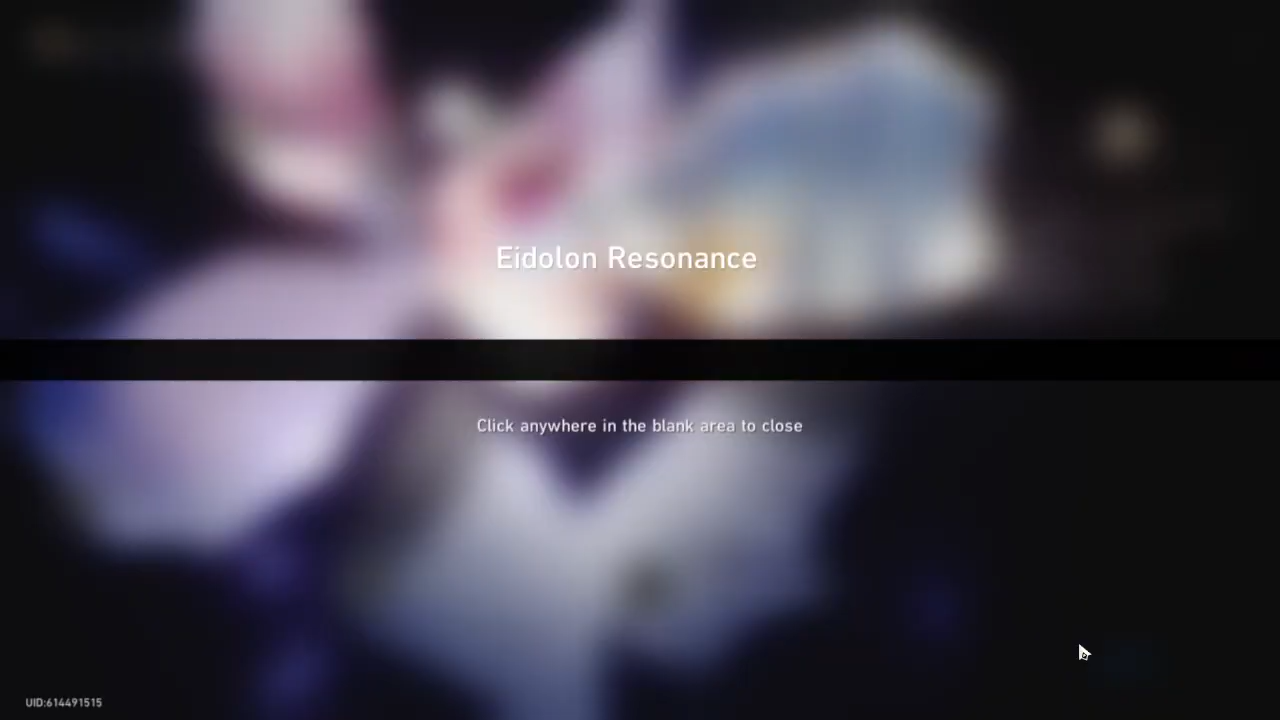 Eidolon Resonance
Click anywhere in the blank area to close
UID:614491515